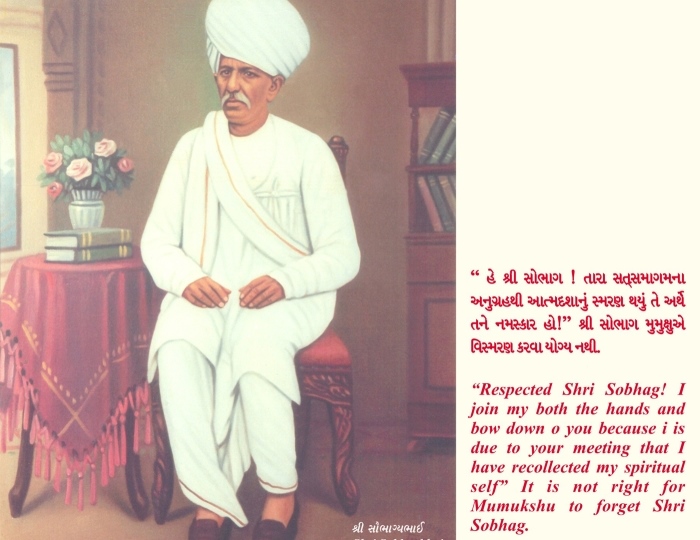 “ હે શ્રી સોભાગ ! તારા સત્સમાગમના
અનુગ્રહથી આત્મદશાનું સ્મરણ થયું તે અર્થે
તને નમસ્કાર હો!” શ્રી સોભાગ મુમુક્ષુએ
વિસ્મરણ કરવા યોગ્ય નથી.
“Respected Shri Sobhag! I
join my both the hands and
bow down o you because i is
due to your meeting that I
have recollected my spiritual
self” It is not right for
Mumukshu to forget Shri
Sobhag.
શ્રી સોભાગ્યભાઈ